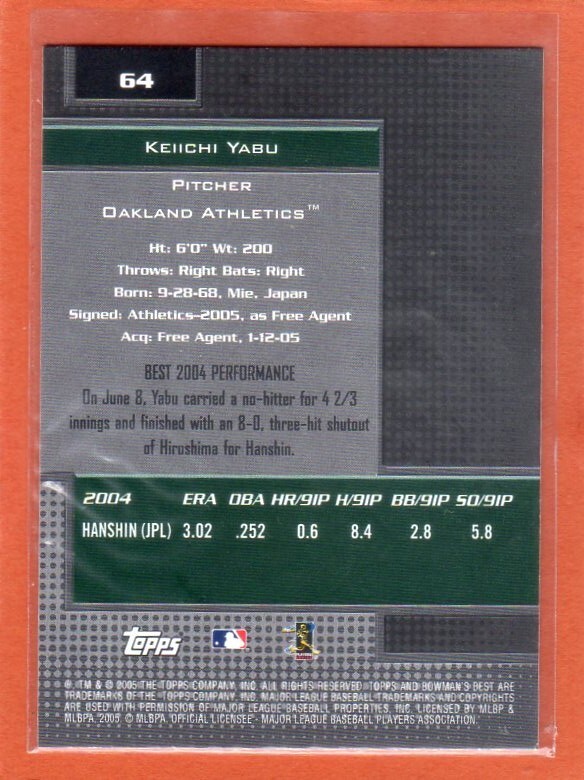 64
KEIICHI YABU
PITCHER
OAKLAND ATHLETICS™
Ht: 6'0" Wt: 200
Throws: Right Bats: Right
Born: 9-28-68, Mie, Japan
Signed: Athletics-2005, as Free Agent
Acq: Free Agent, 1-12-05
BEST 2004 PERFORMANCE
On June 8, Yabu carried a no-hitter for 4 2/3
innings and finished with an 8-0, three-hit shutout
of Hiroshima for Hanshin.
2004 ERA OBA HR/9IP H/9IP BB/9IP SO/9IP
HANSHIN (JPL) 3.02 .252 0.6 8.4 2.8 5.8
Topps
®, TM & © 2005 THE TOPPS COMPANY, INC. ALL RIGHTS RESERVED. TOPPS AND BOWMAN'S BEST ARE
TRADEMARKS OF THE TOPPS COMPANY, INC. MAJOR LEAGUE BASEBALL TRADEMARKS AND COPYRIGHTS
ARE USED WITH PERMISSION OF MAJOR LEAGUE BASEBALL PROPERTIES, INC. LICENSED BY MLBP &
MLBPA, 2005. © MLBPA, OFFICIAL LICENSEE - MAJOR LEAGUE BASEBALL PLAYERS ASSOCIATION.